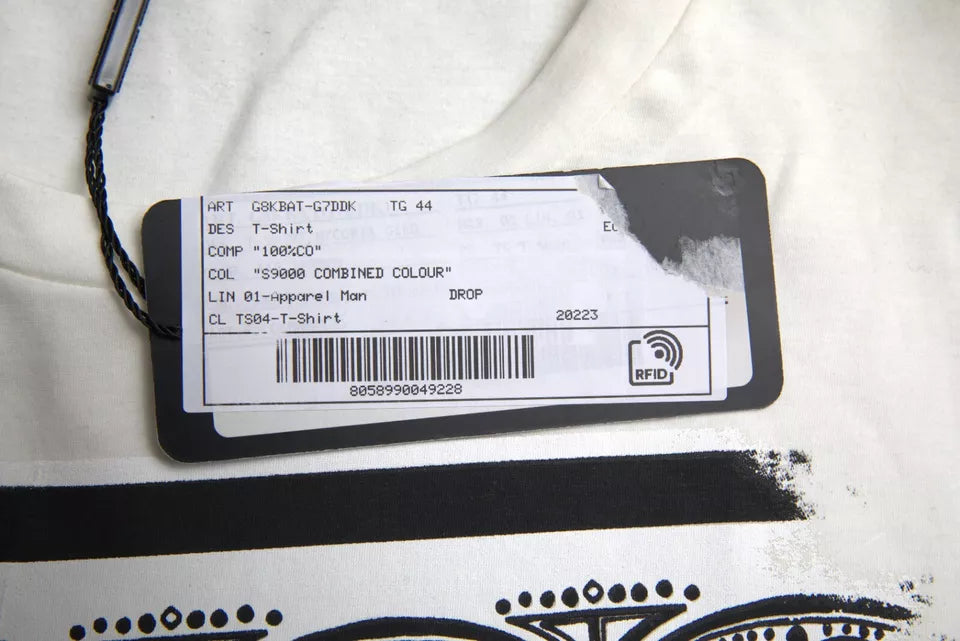 ART G8KBAT-G7DDK TG 44
DES T-Shirt
COMP "100%CO"
COL "S9000 COMBINED COLOUR"
LIN 01-Apparel Man DROP
CL TS04-T-Shirt 20223
8058990049228
RFID